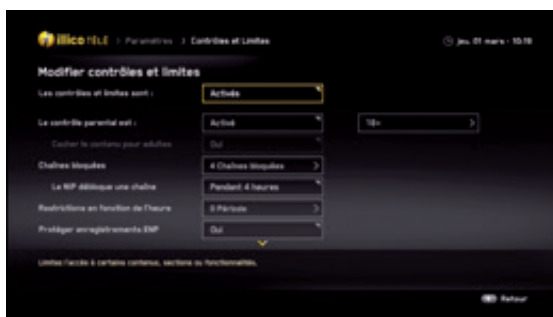 illico télé > Paramètres > Contrôles et Limites
jeu. 01 mars - 10:19
Modifier contrôles et limites
Les contrôles et limites sont : Activés
Le contrôle parental est : Activé 18+
Cacher le contenu pour adultes Oui
Chaînes bloquées 4 Chaînes bloquées
Le NIP débloque une chaîne Pendant 4 heures
Restrictions en fonction de l'heure 0 Période
Protéger enregistrements ENP Oui
Limitez l'accès à certains contenus, sections ou fonctionnalités.
Retour